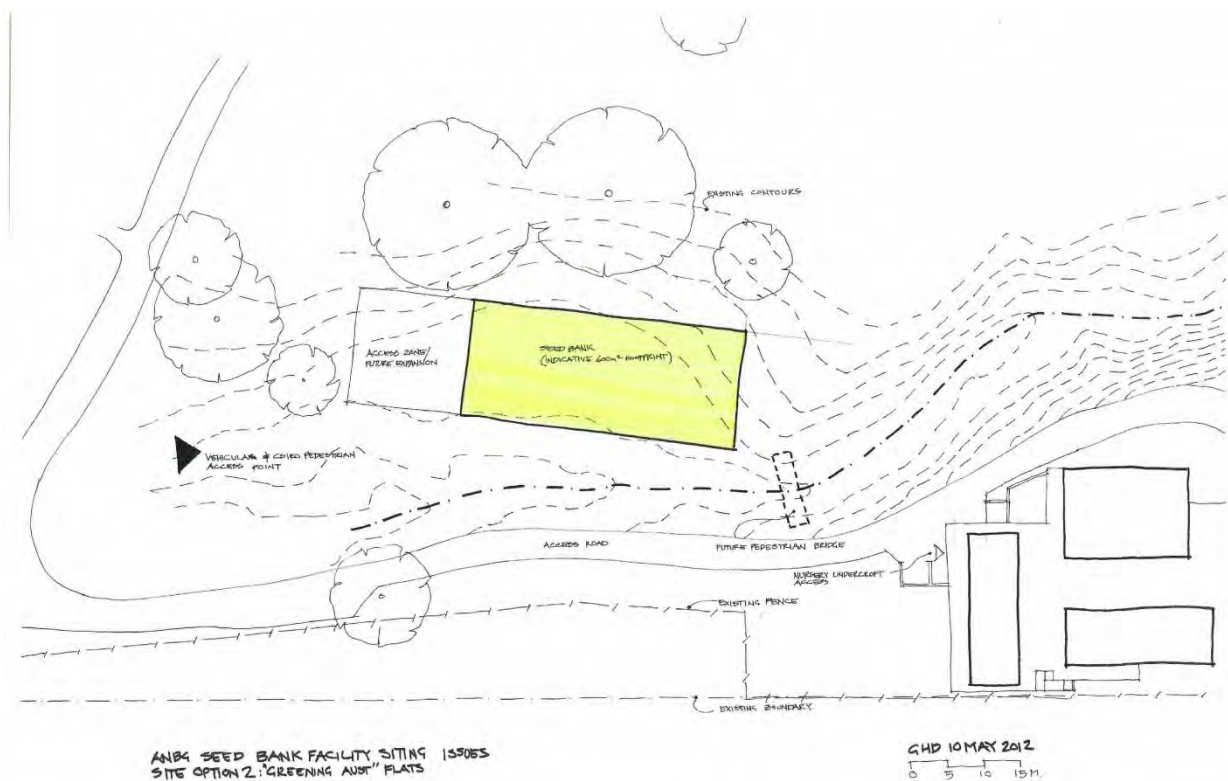 EXISTING CONTOURS
ACCESS ZONE/
FUTURE EXPANSION
SEED BANK
(INDICATIVE 600m² FOOTPRINT)
VEHICULAR & CSIRO PEDESTRIAN
ACCESS POINT
ACCESS ROAD
FUTURE PEDESTRIAN BRIDGE
NURSERY UNDERCROFT
ACCESS
EXISTING FENCE
EXISTING BOUNDARY
ANBG SEED BANK FACILITY SITING ISSUES
SITE OPTION 2: "GREENING AUST" FLATS
GHD 10 MAY 2012
0 5 10 15M